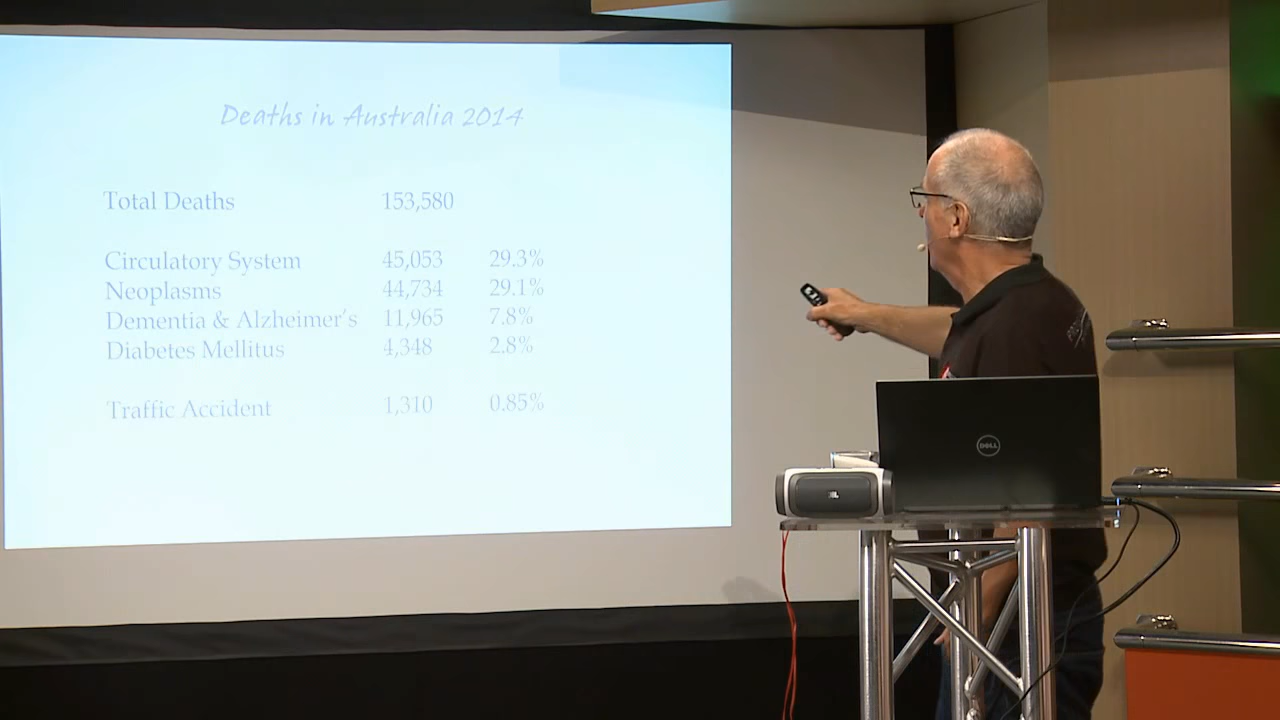 Deaths in Australia 2014
Total Deaths 153,580
Circulatory System 45,053 29.3%
Neoplasms 44,734 29.1%
Dementia & Alzheimer's 11,965 7.8%
Diabetes Mellitus 4,348 2.8%
Traffic Accident 1,310 0.85%
DELL
JBL